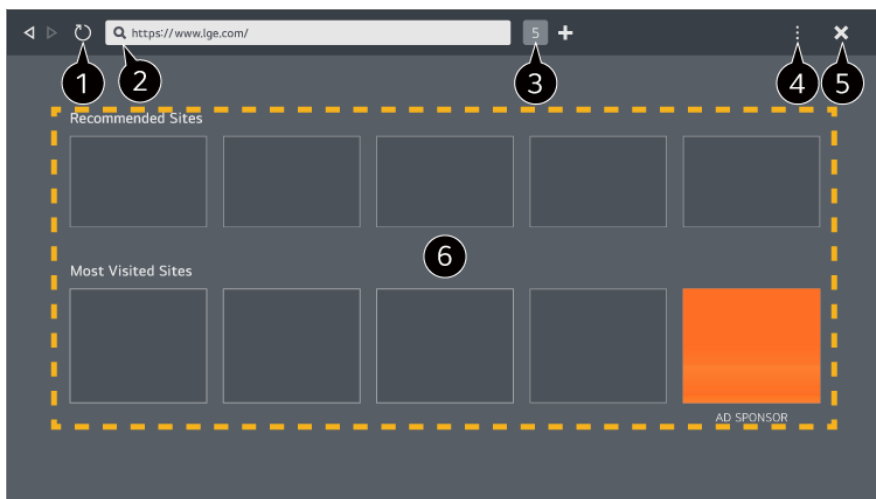 https://www.lge.com/ 5
1 2 3 4 5
Recommended Sites
6
Most Visited Sites
AD SPONSOR